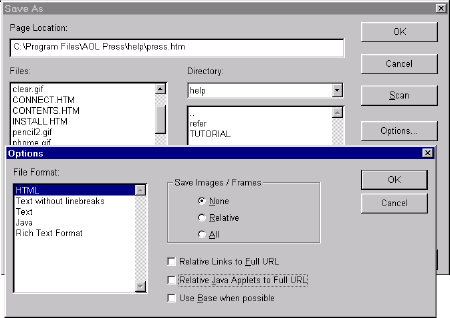 Save As
Page Location:
C:\Program Files\AOL Press\help\press.htm
OK
Cancel
Scan
Options...
Files:
clear.gif
CONNECT.HTM
CONTENTS.HTM
INSTALL.HTM
pencil2.gif
phome.gif
Directory:
help
..
refer
TUTORIAL
Options
File Format:
HTML
Text without linebreaks
Text
Java
Rich Text Format
Save Images / Frames
None
Relative
All
OK
Cancel
Relative Links to Full URL
Relative Java Applets to Full URL
Use Base when possible